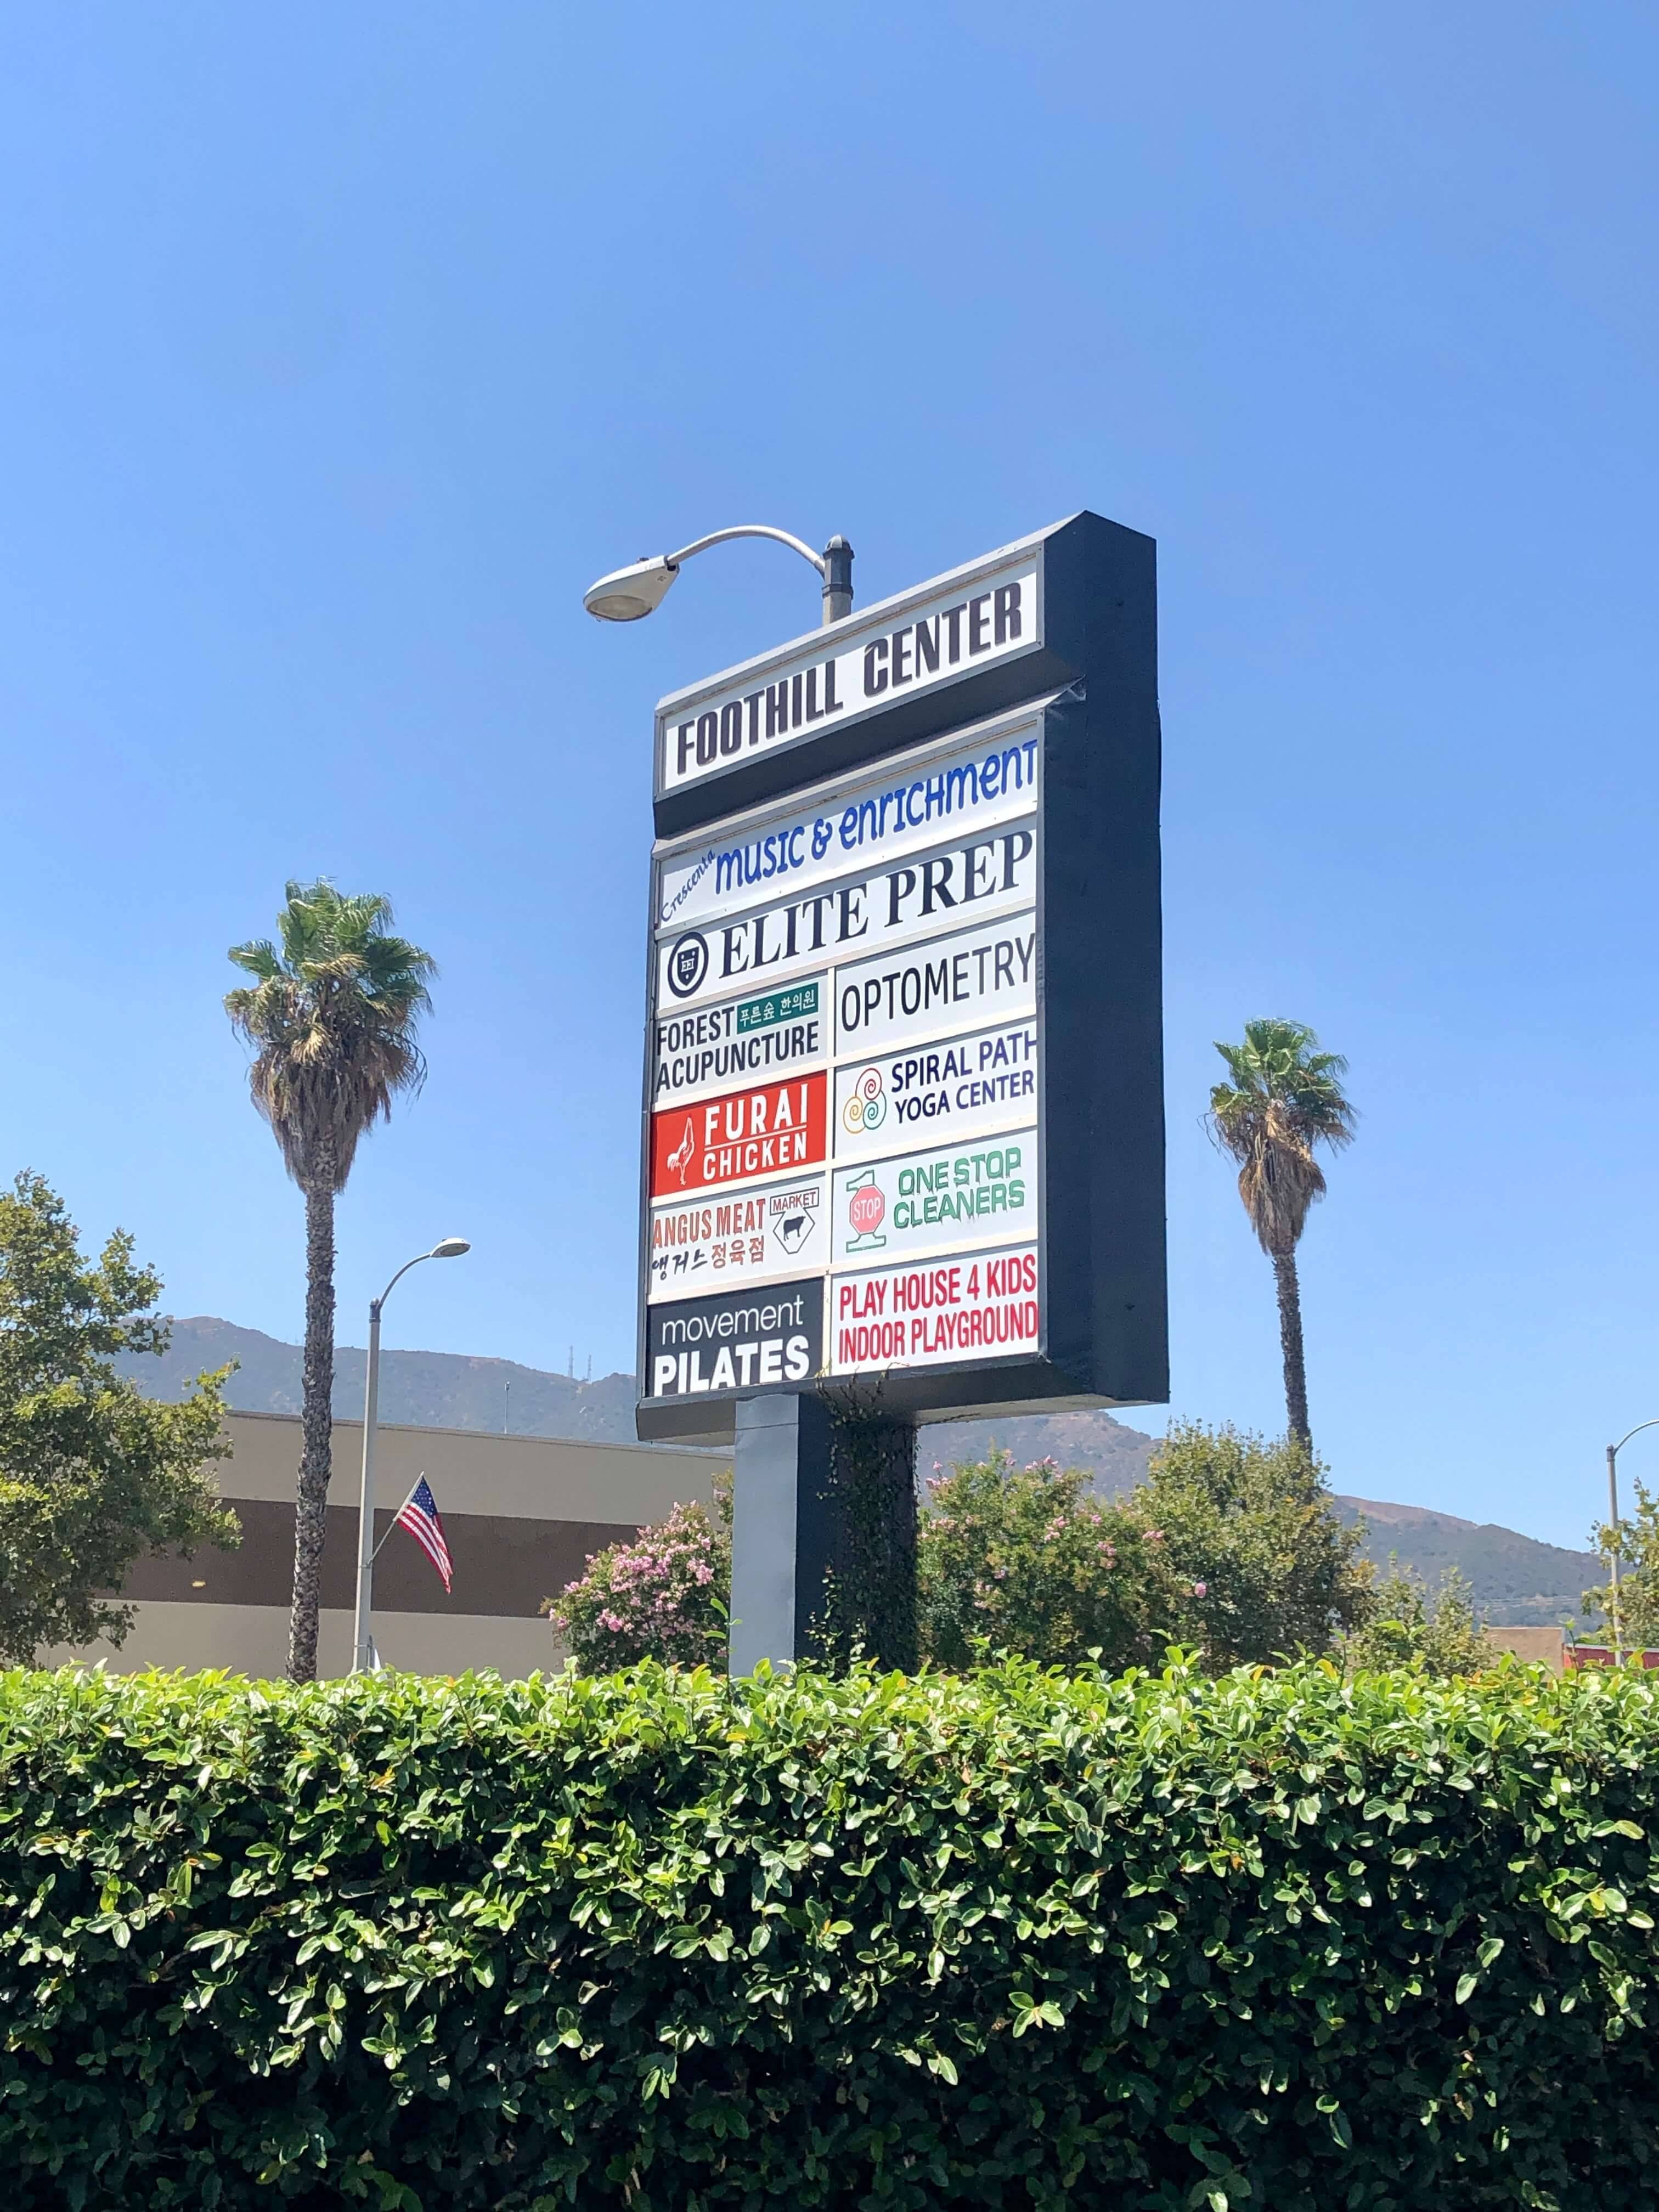 FOOTHILL CENTER
Crescenta music & enrichment
EEI
ELITE PREP
FOREST 푸른숲 한의원
ACUPUNCTURE
OPTOMETRY
FURAI
CHICKEN
SPIRAL PATH
YOGA CENTER
ANGUS MEAT
MARKET
앵거스 정육점
1
STOP
ONE STOP
CLEANERS
movement
PILATES
PLAY HOUSE 4 KIDS
INDOOR PLAYGROUND